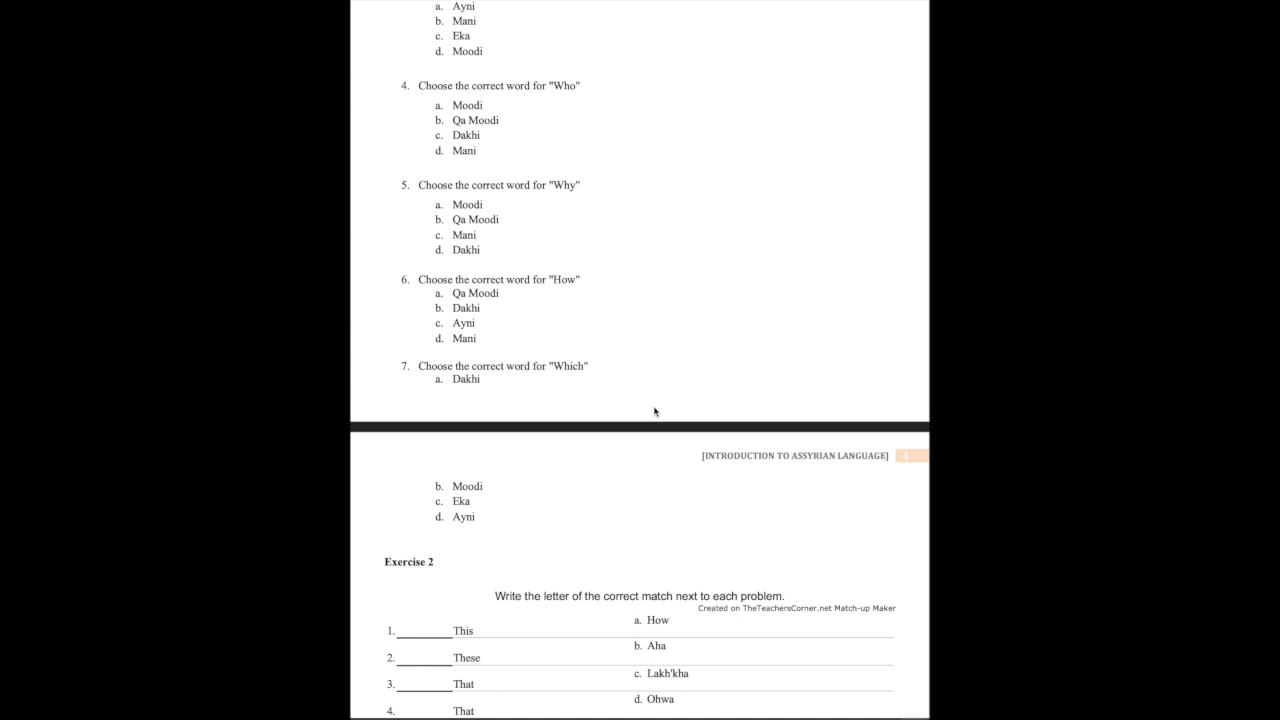 a. Ayni
b. Mani
c. Eka
d. Moodi
4. Choose the correct word for "Who"
a. Moodi
b. Qa Moodi
c. Dakhi
d. Mani
5. Choose the correct word for "Why"
a. Moodi
b. Qa Moodi
c. Mani
d. Dakhi
6. Choose the correct word for "How"
a. Qa Moodi
b. Dakhi
c. Ayni
d. Mani
7. Choose the correct word for "Which"
a. Dakhi
[INTRODUCTION TO ASSYRIAN LANGUAGE] 4
b. Moodi
c. Eka
d. Ayni
Exercise 2
Write the letter of the correct match next to each problem.
Created on TheTeachersCorner.net Match-up Maker
a. How
1. This
b. Aha
2. These
c. Lakh'kha
3. That
d. Ohwa
4. That